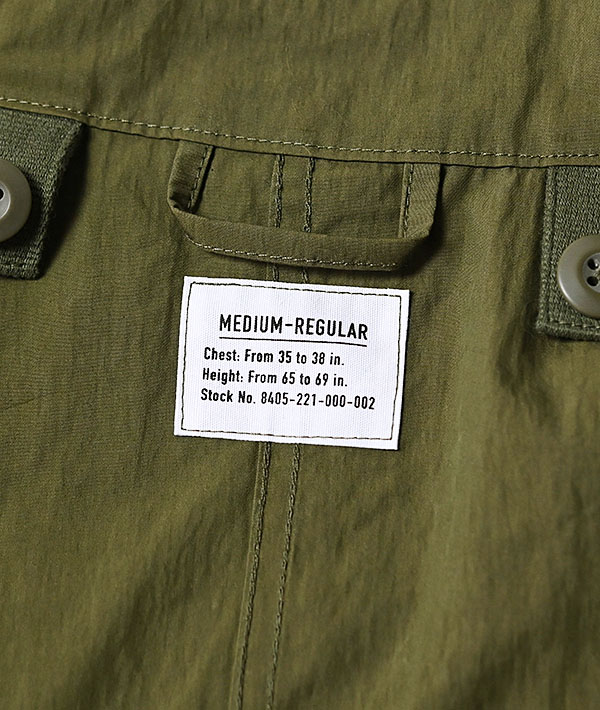 MEDIUM-REGULAR
Chest: From 35 to 38 in.
Height: From 65 to 69 in.
Stock No. 8405-221-000-002